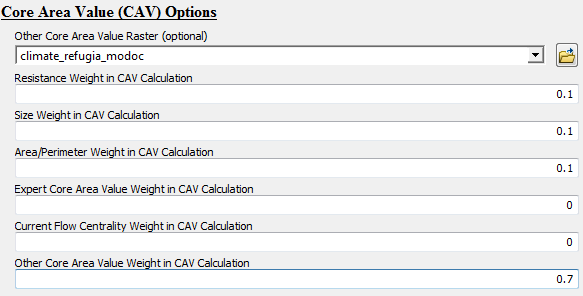 Core Area Value (CAV) Options
Other Core Area Value Raster (optional)
climate_refugia_modoc
Resistance Weight in CAV Calculation
0.1
Size Weight in CAV Calculation
0.1
Area/Perimeter Weight in CAV Calculation
0.1
Expert Core Area Value Weight in CAV Calculation
0
Current Flow Centrality Weight in CAV Calculation
0
Other Core Area Value Weight in CAV Calculation
0.7